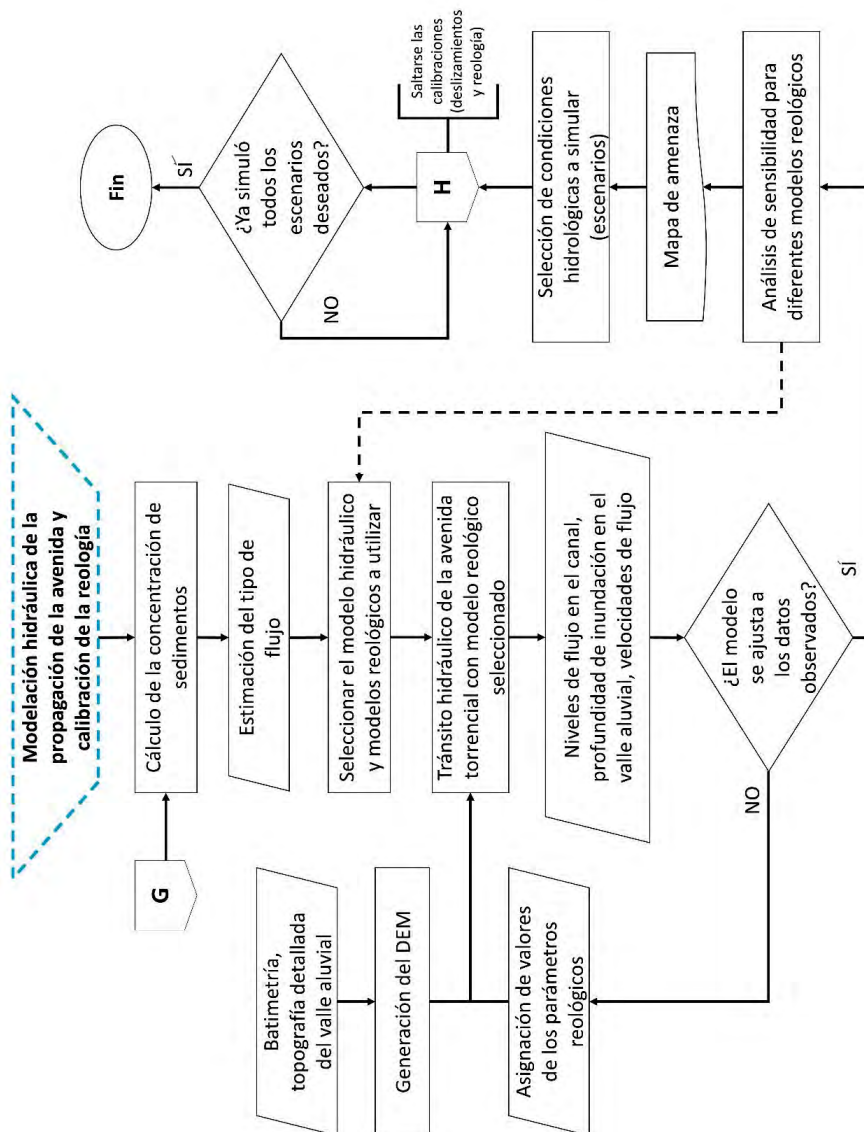 Modelación hidráulica de la
propagación de la avenida y
calibración de la reología
G
Cálculo de la concentración de
sedimentos
Estimación del tipo de
flujo
Seleccionar el modelo hidráulico
y modelos reológicos a utilizar
Batimetría,
topografía detallada
del valle aluvial
Generación del DEM
Asignación de valores
de los parámetros
reológicos
Tránsito hidráulico de la avenida
torrencial con modelo reológico
seleccionado
Niveles de flujo en el canal,
profundidad de inundación en el
valle aluvial, velocidades de flujo
¿El modelo
se ajusta a
los datos
observados?
NO
SÍ
Análisis de sensibilidad para
diferentes modelos reológicos
Mapa de amenaza
Selección de condiciones
hidrológicas a simular
(escenarios)
H
Saltarse las
calibraciones
(deslizamientos
y reología)
¿Ya simuló
todos los
escenarios
deseados?
NO
SÍ
Fin